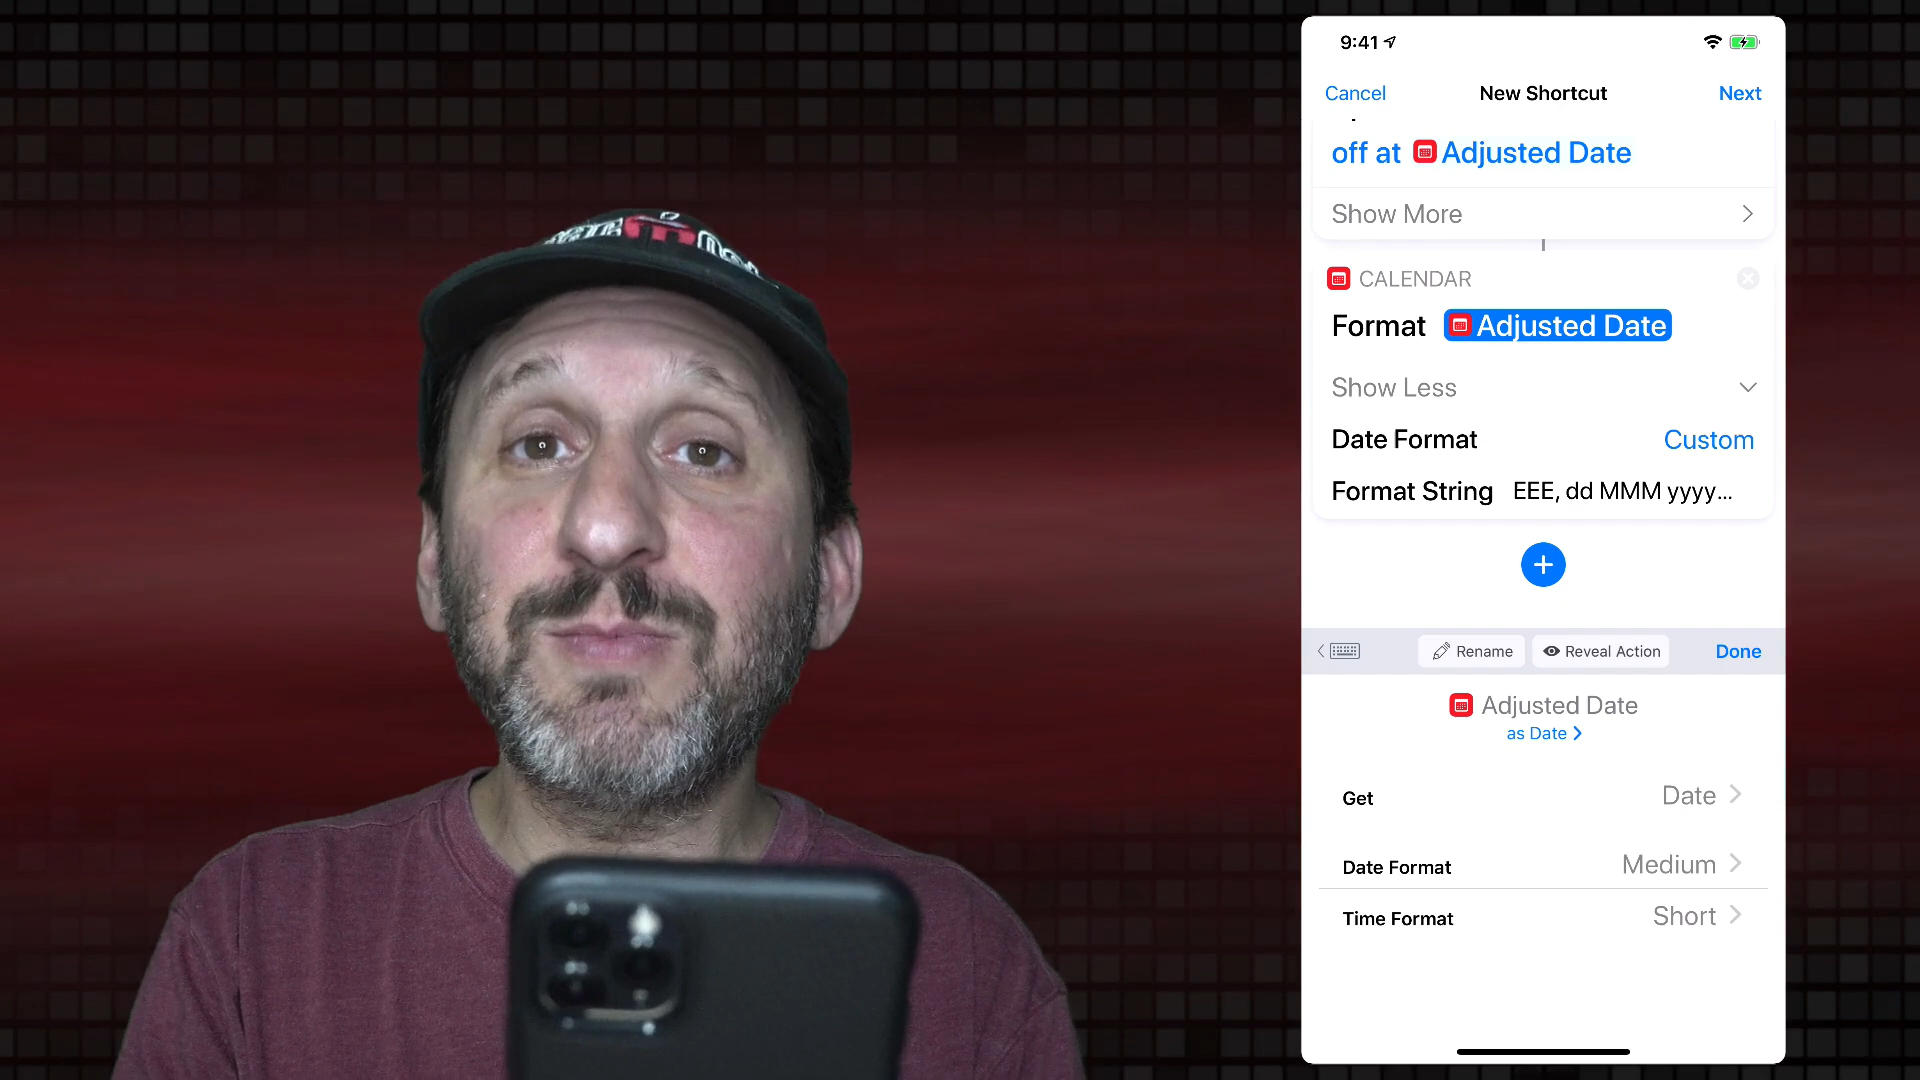 9:41
Cancel
New Shortcut
Next
off at Adjusted Date
Show More
CALENDAR
Format Adjusted Date
Show Less
Date Format Custom
Format String EEE, dd MMM yyyy...
Rename
Reveal Action
Done
Adjusted Date
as Date
Get Date
Date Format Medium
Time Format Short